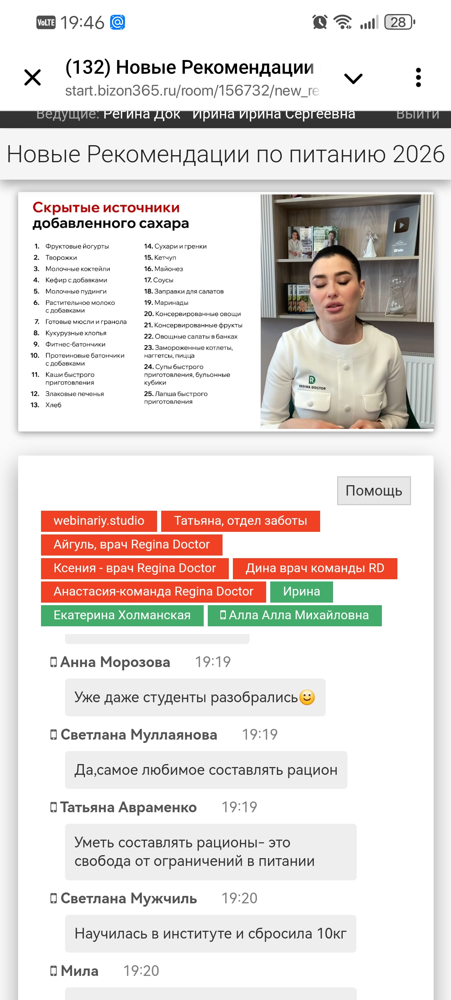 VoLTE 19:46 28
(132) Новые Рекомендации
start.bizon365.ru/room/156732/new_re
Ведущие: Регина Док Ирина Ирина Сергеевна Выйти
Новые Рекомендации по питанию 2026
Скрытые источники
добавленного сахара
1. Фруктовые йогурты
2. Творожки
3. Молочные коктейли
4. Кефир с добавками
5. Молочные пудинги
6. Растительное молоко
с добавками
7. Готовые мюсли и гранола
8. Кукурузные хлопья
9. Фитнес-батончики
10. Протеиновые батончики
с добавками
11. Каши быстрого
приготовления
12. Злаковые печенья
13. Хлеб
14. Сухари и гренки
15. Кетчуп
16. Майонез
17. Соусы
18. Заправки для салатов
19. Маринады
20. Консервированные овощи
21. Консервированные фрукты
22. Овощные салаты в банках
23. Замороженные котлеты,
наггетсы, пицца
24. Супы быстрого
приготовления, бульонные
кубики
25. Лапша быстрого
приготовления
REGINA DOCTOR
Помощь
webinariy.studio Татьяна, отдел заботы
Айгуль, врач Regina Doctor
Ксения - врач Regina Doctor Дина врач команды RD
Анастасия-команда Regina Doctor Ирина
Екатерина Холманская Алла Алла Михайловна
Анна Морозова 19:19
Уже даже студенты разобрались
Светлана Муллаянова 19:19
Да,самое любимое составлять рацион
Татьяна Авраменко 19:19
Уметь составлять рационы- это
свобода от ограничений в питании
Светлана Мужчиль 19:20
Научилась в институте и сбросила 10кг
Мила 19:20